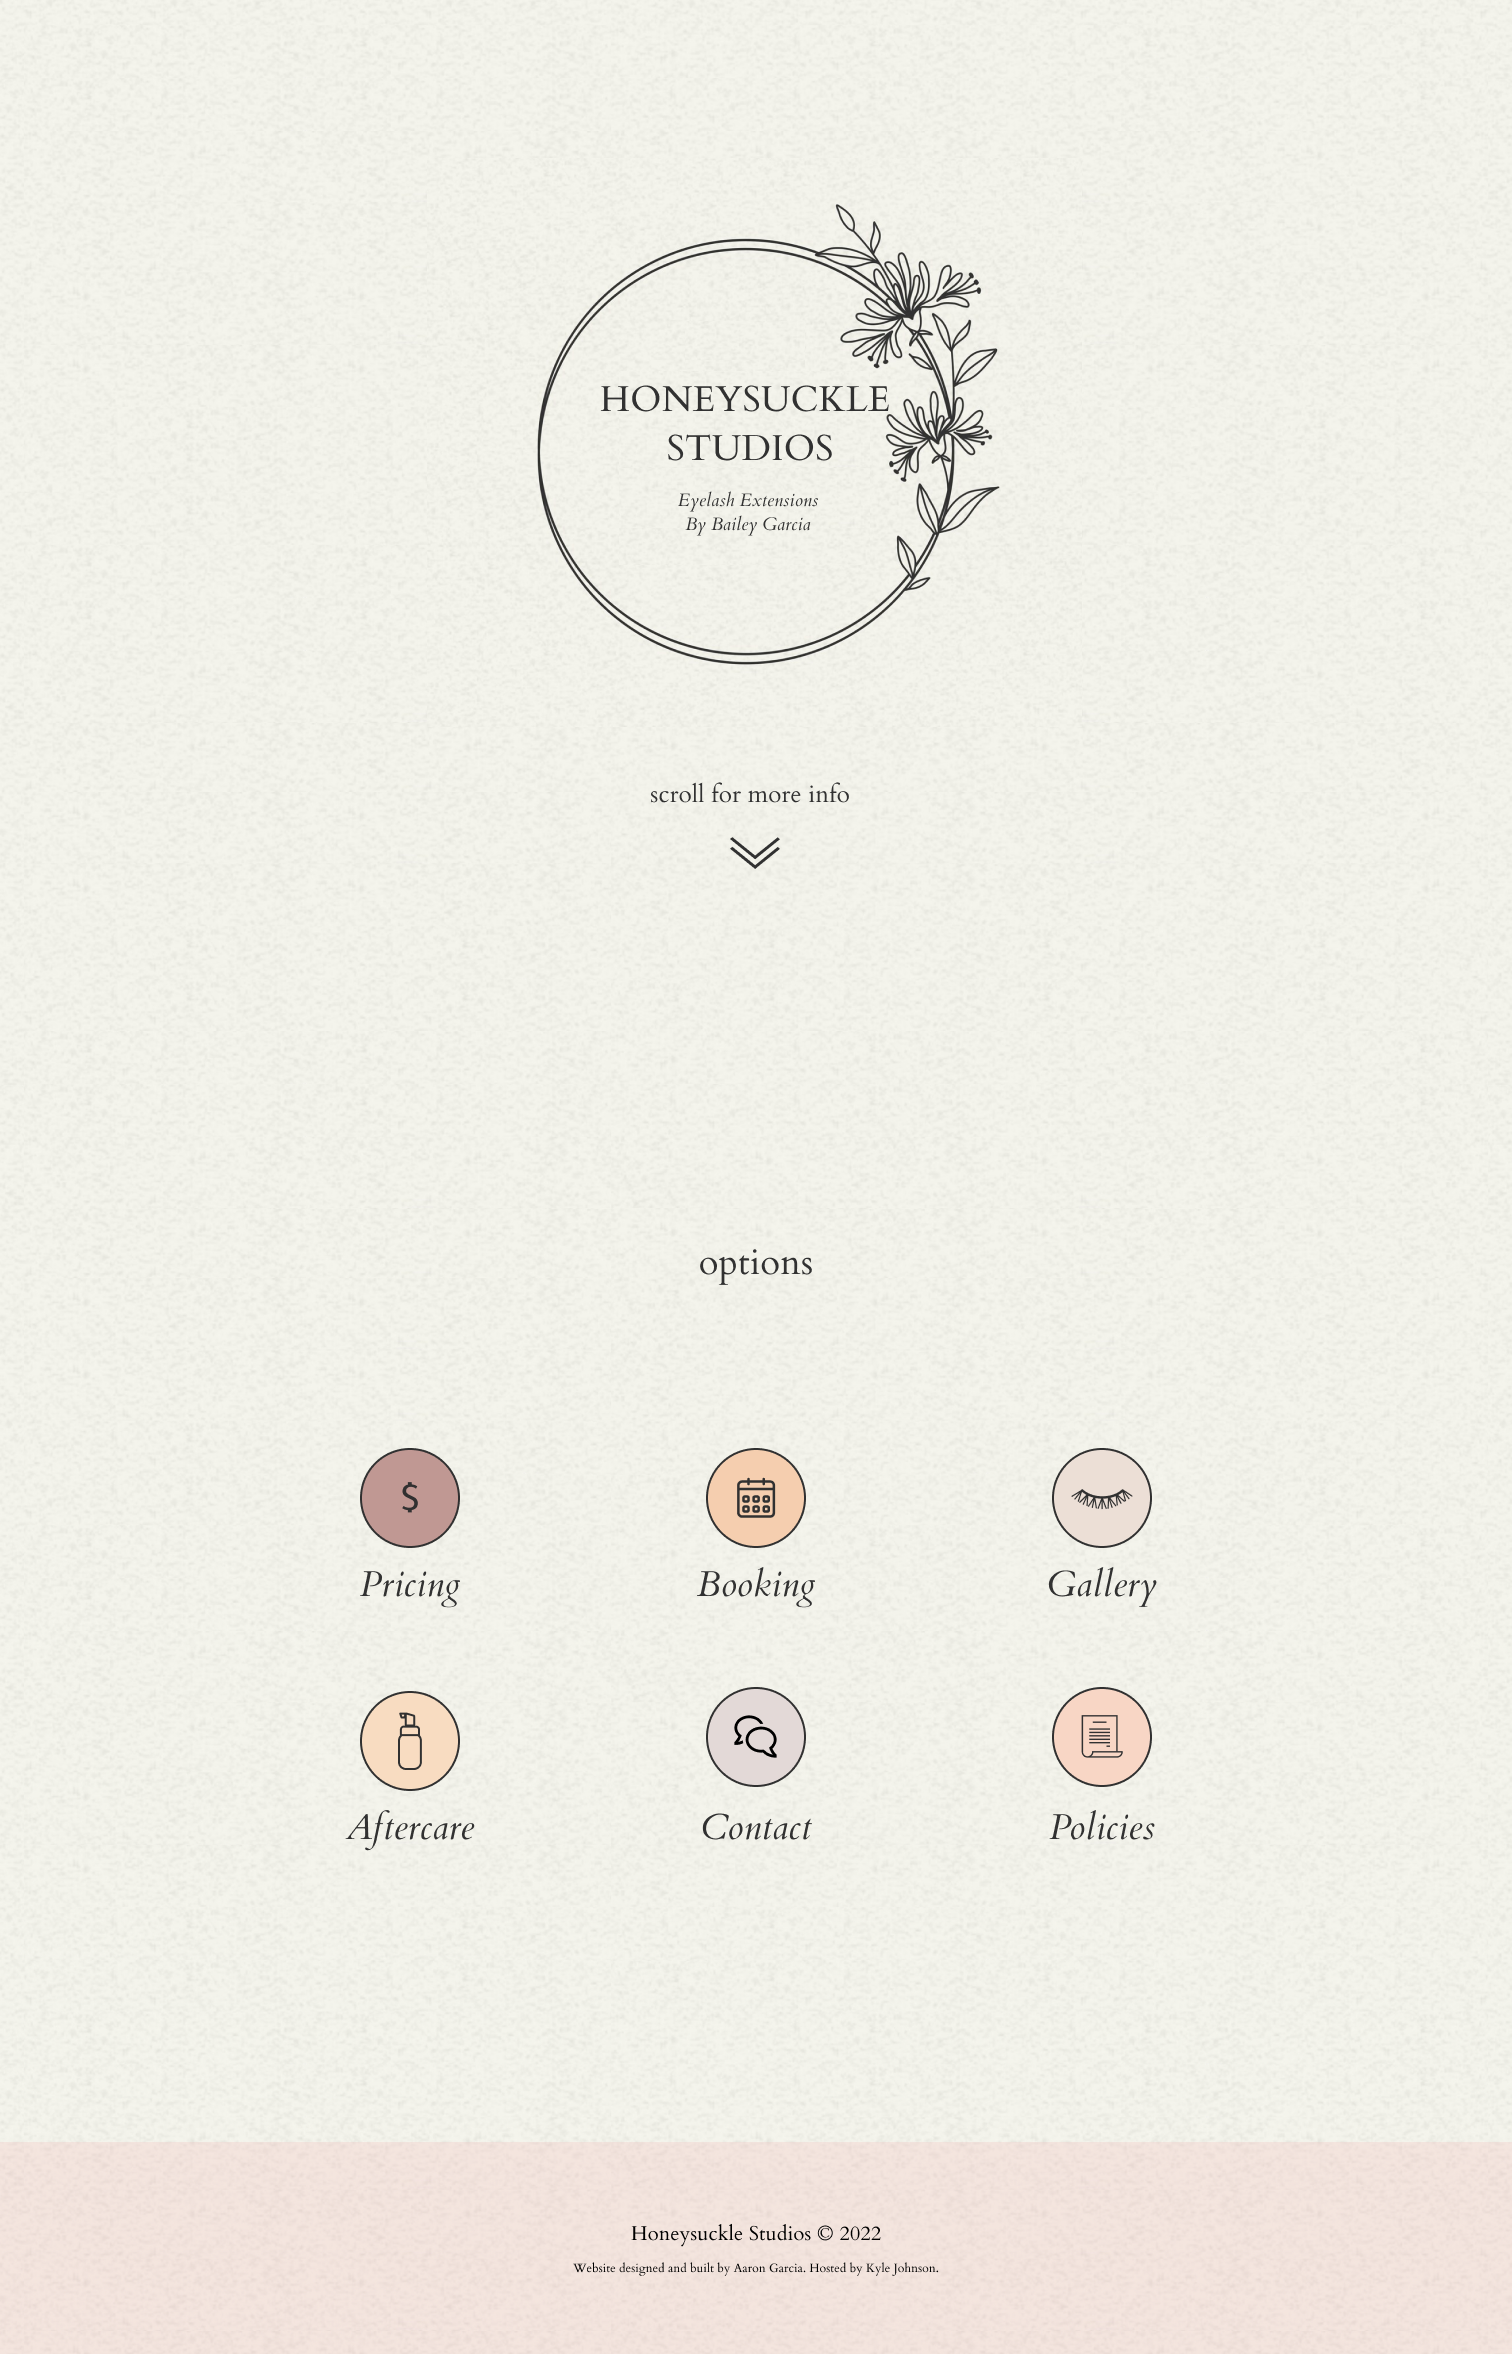 HONEYSUCKLE
STUDIOS
Eyelash Extensions
By Bailey Garcia
scroll for more info
options
$
Pricing
Booking
Gallery
Aftercare
Contact
Policies
Honeysuckle Studios © 2022
Website designed and built by Aaron Garcia. Hosted by Kyle Johnson.